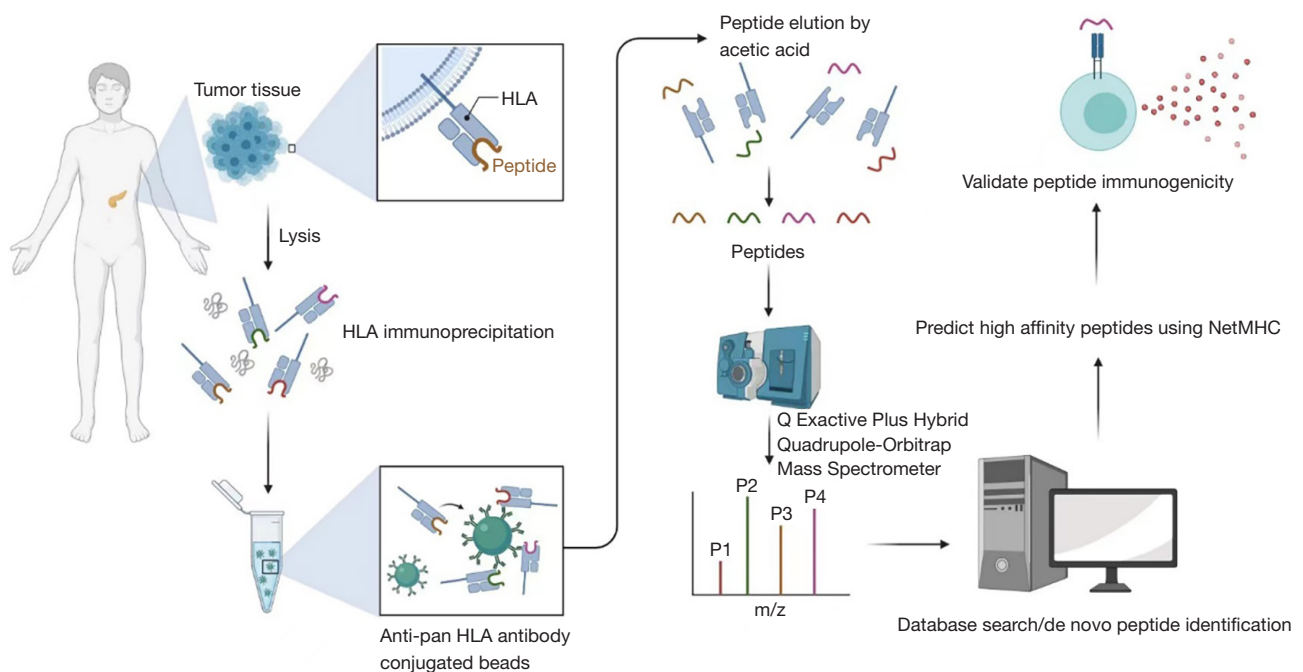 Tumor tissue
HLA
Peptide
Lysis
HLA immunoprecipitation
Anti-pan HLA antibody
conjugated beads
Peptide elution by
acetic acid
Peptides
Q Exactive Plus Hybrid
Quadrupole-Orbitrap
Mass Spectrometer
P1
P2
P3
P4
m/z
Database search/de novo peptide identification
Predict high affinity peptides using NetMHC
Validate peptide immunogenicity